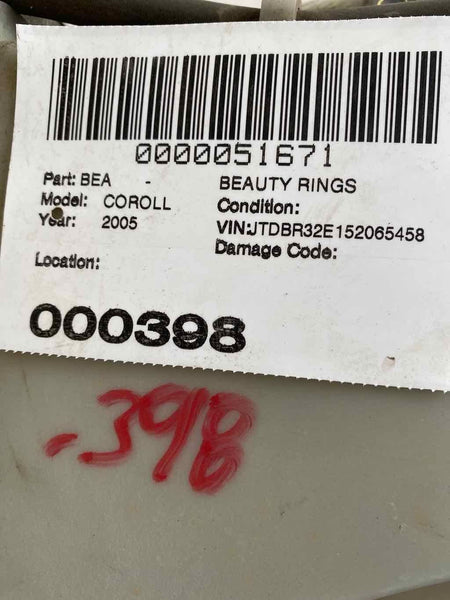 0000051671
Part: BEA - BEAUTY RINGS
Model: COROLL Condition:
Year: 2005 VIN:JTDBR32E152065458
Damage Code:
Location:
000398
.398